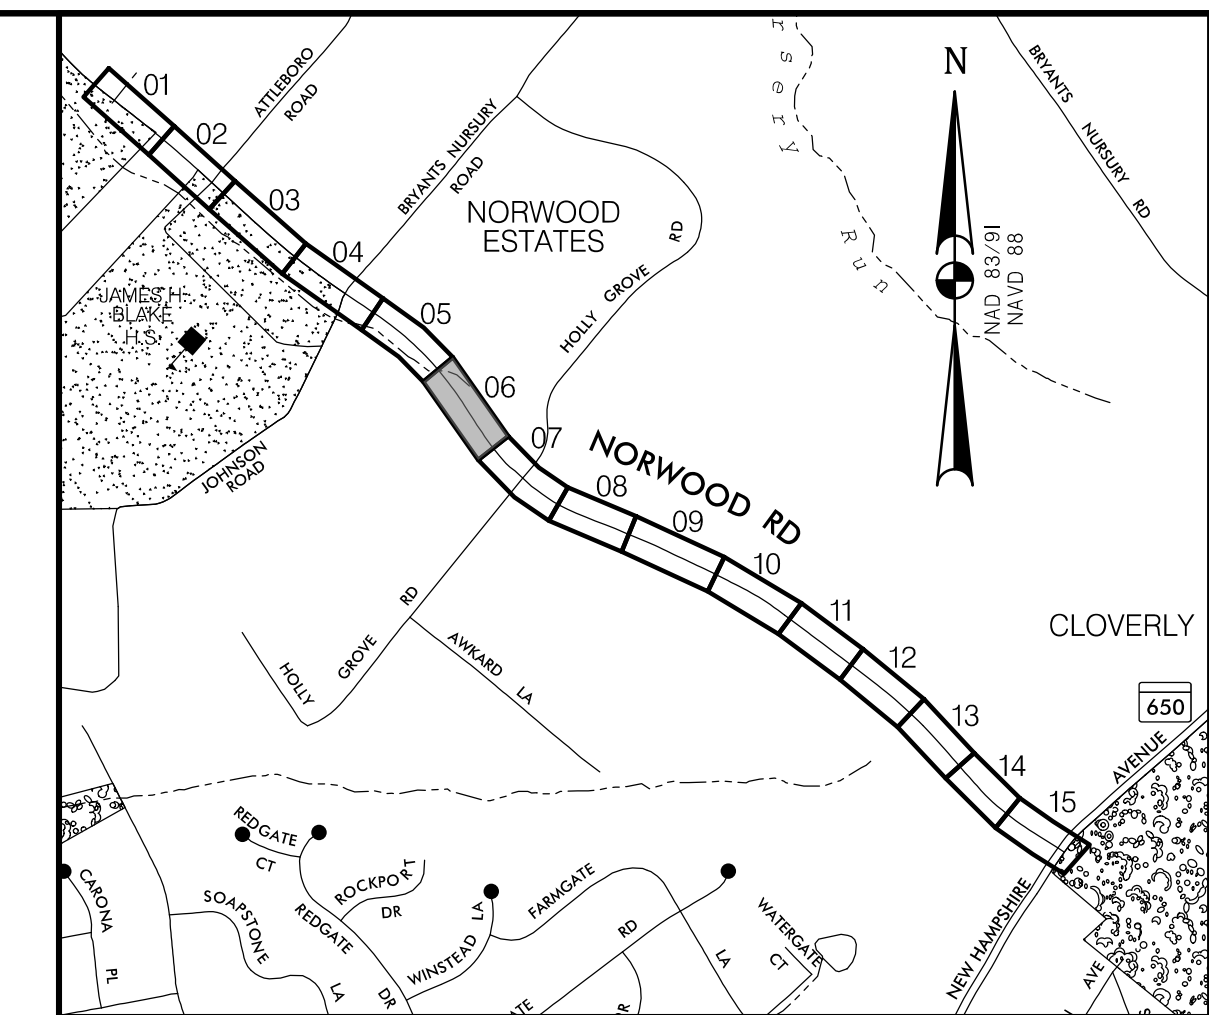 01
02
03
04
05
06
07
08
09
10
11
12
13
14
15
ATTLEBORO
ROAD
BRYANTS NURSURY
ROAD
NORWOOD
ESTATES
HOLLY GROVE RD
rsery
Run
N
NAD 83/91
NAVD 88
BRYANTS NURSURY RD
JAMES H.
BLAKE
H.S.
JOHNSON
ROAD
NORWOOD RD
HOLLY GROVE RD
AWKARD LA
CLOVERLY
650
NEW HAMPSHIRE AVENUE
REDGATE
CT
ROCKPORT
DR
SOAPSTONE LA
REDGATE DR
WINSTEAD LA
FARMGATE LA
RD
WATERGATE
CT
CARONA PL
AVE
ATE